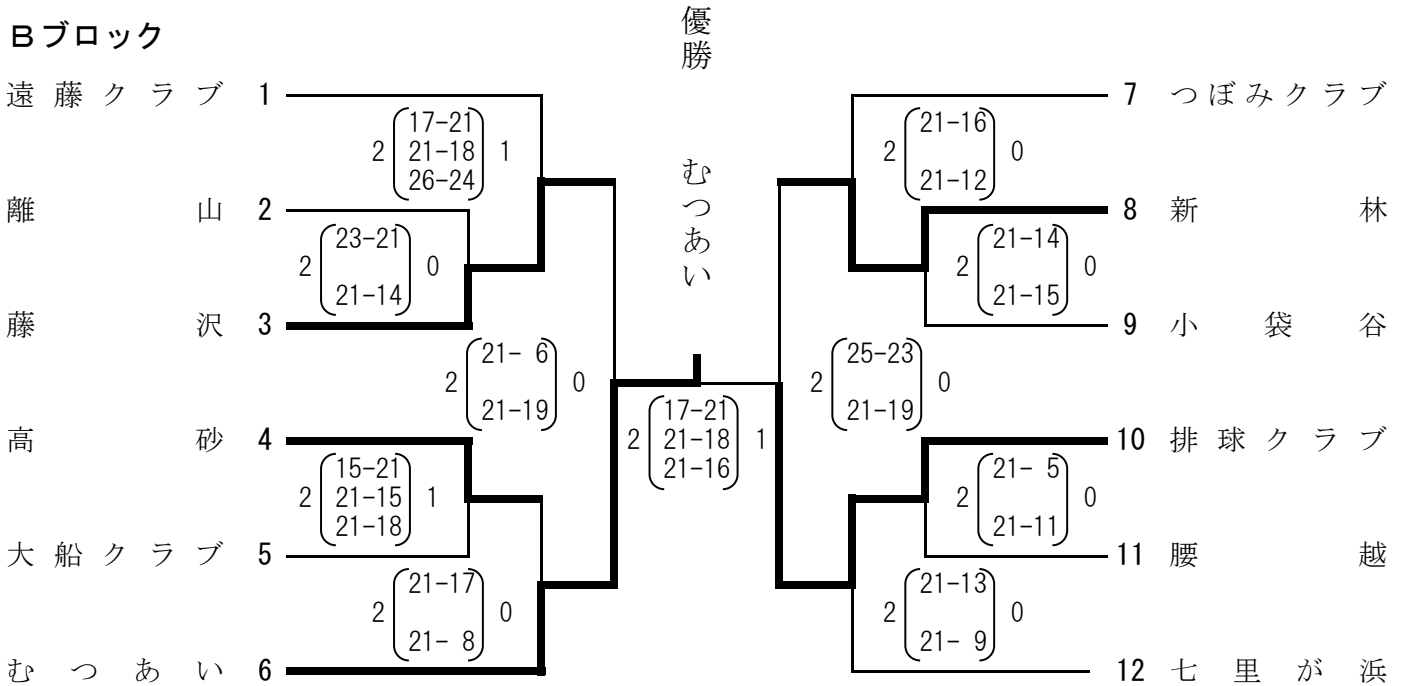 Bブロック
優勝 むつあい
遠藤クラブ 1
17-21
2 21-18 1
26-24
離山 2
23-21
2 0
21-14
藤沢 3
21- 6
2 0
21-19
高砂 4
15-21
2 21-15 1
21-18
大船クラブ 5
21-17
2 0
21- 8
むつあい 6
17-21
2 21-18 1
21-16
7 つぼみクラブ
21-16
2 0
21-12
8 新林
21-14
2 0
21-15
9 小袋谷
25-23
2 0
21-19
10 排球クラブ
21- 5
2 0
21-11
11 腰越
21-13
2 0
21- 9
12 七里が浜